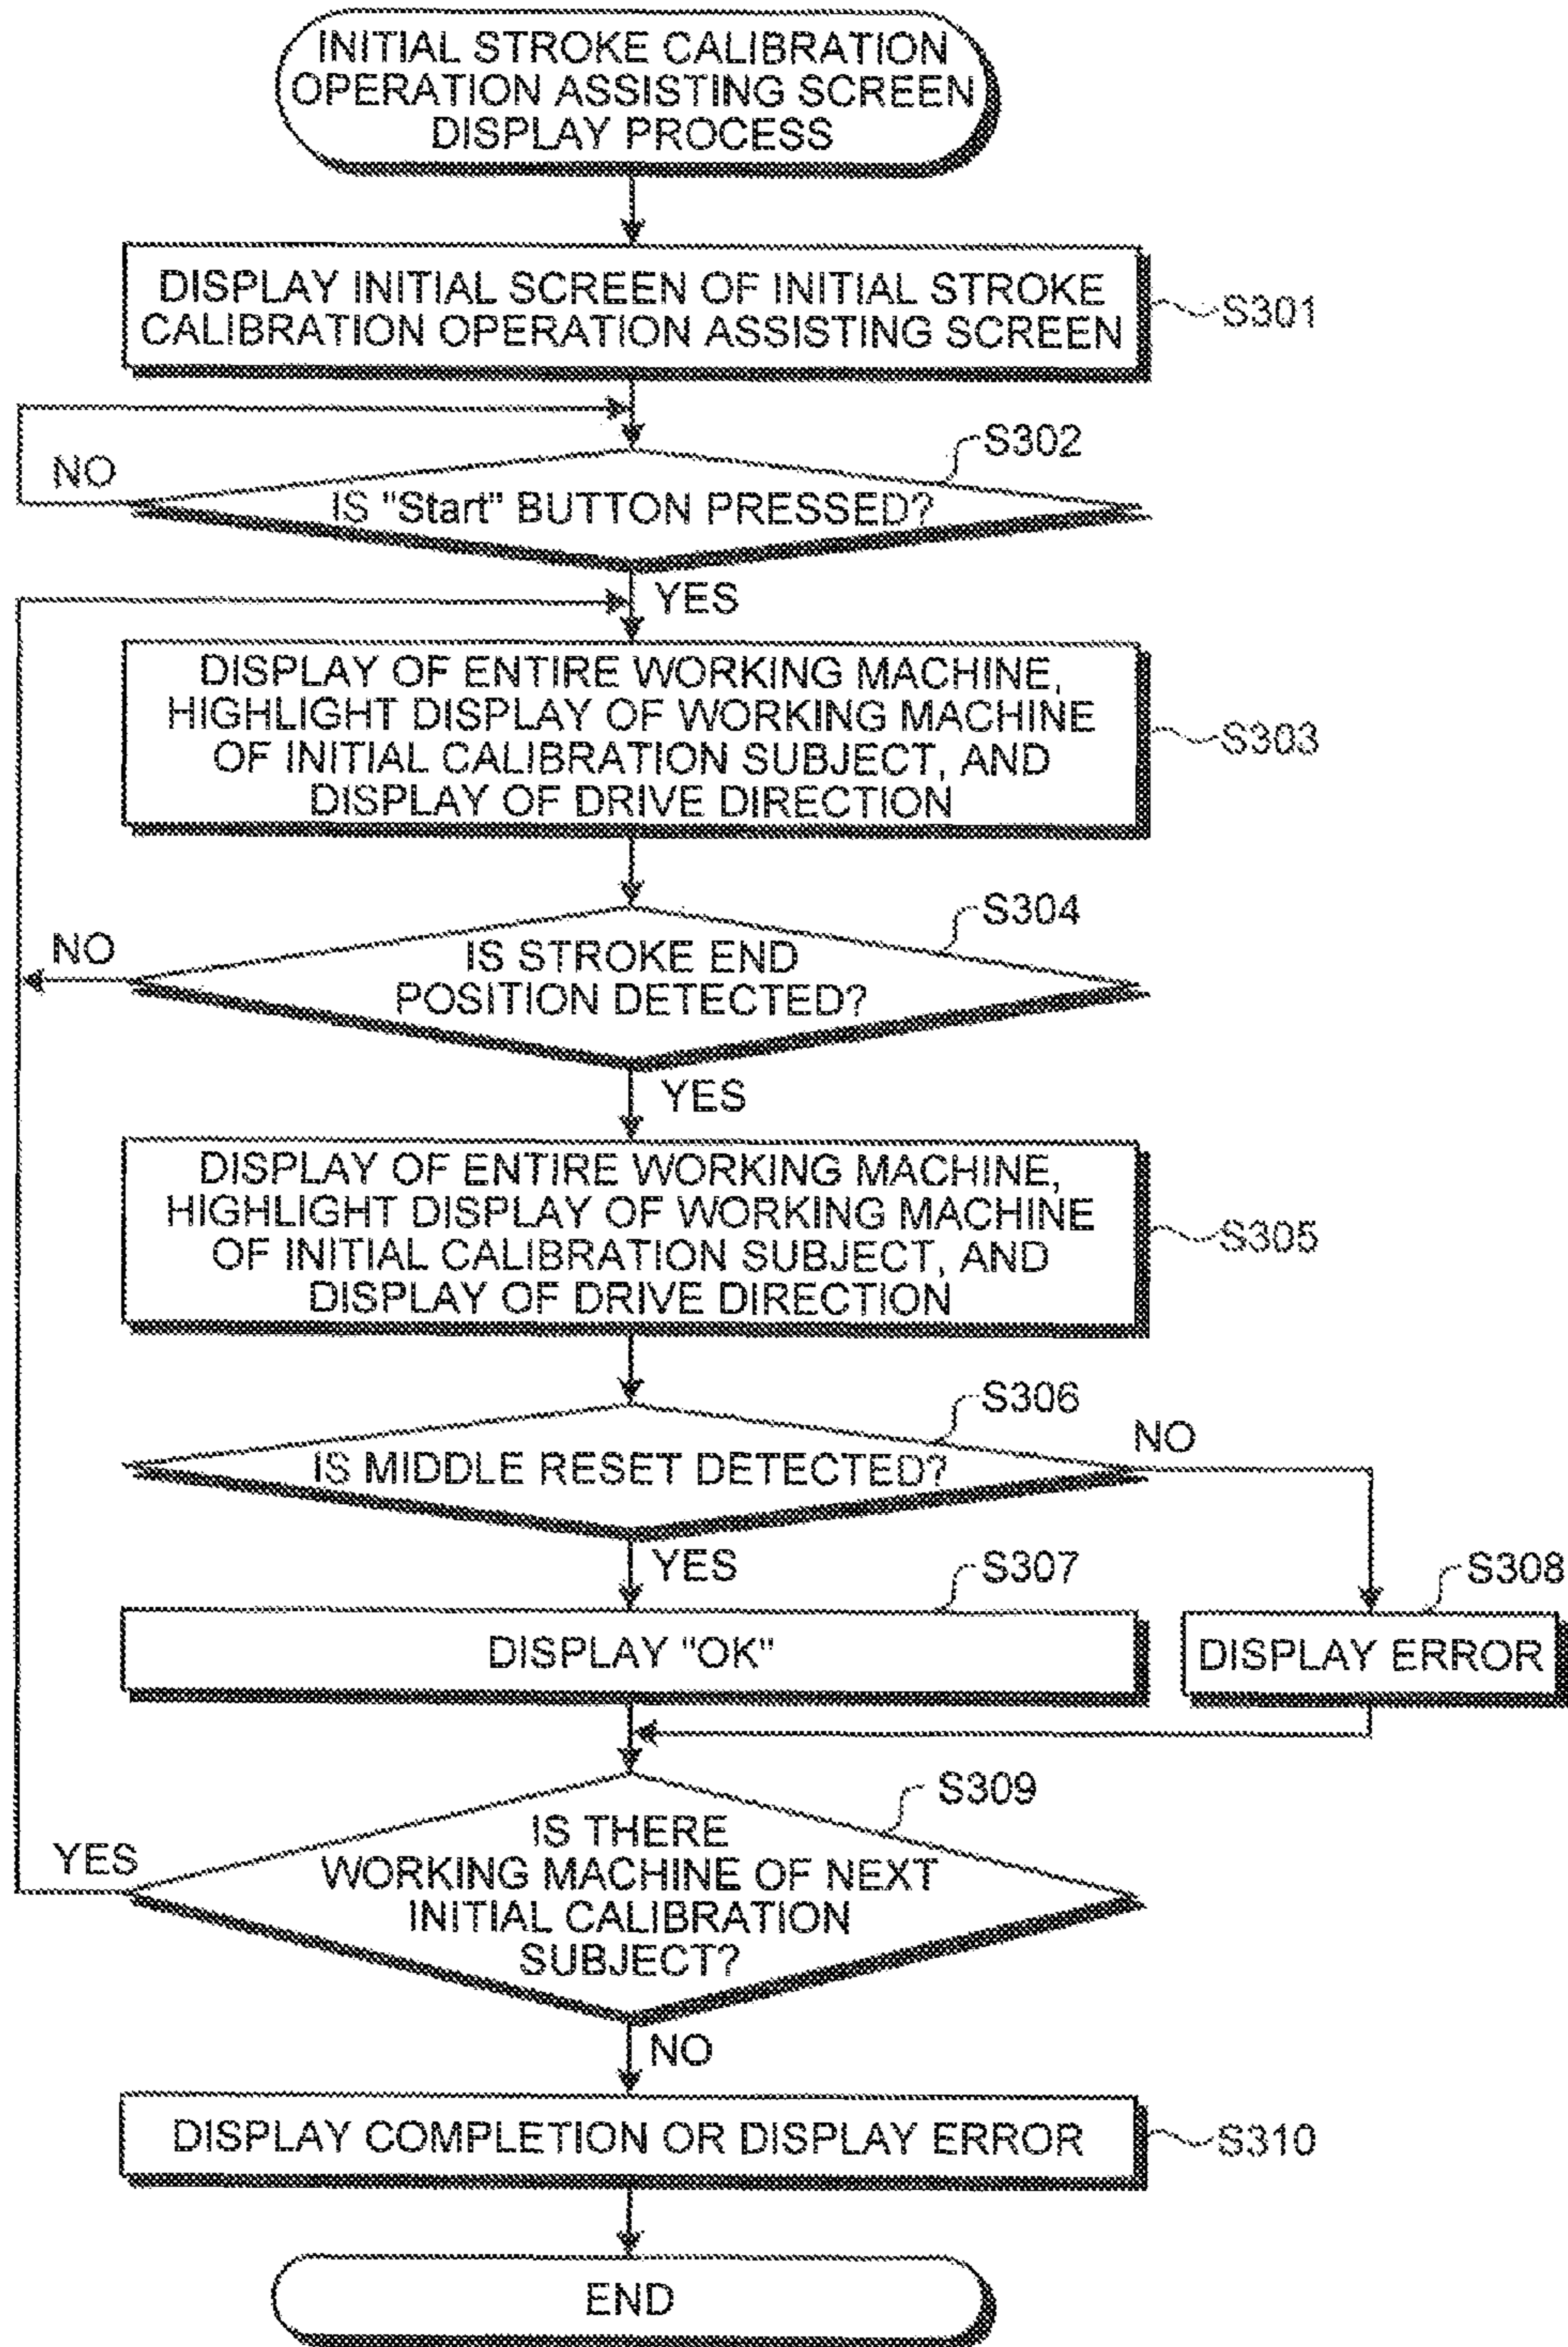 INITIAL STROKE CALIBRATION
OPERATION ASSISTING SCREEN
DISPLAY PROCESS
DISPLAY INITIAL SCREEN OF INITIAL STROKE
CALIBRATION OPERATION ASSISTING SCREEN
S301
S302
NO
IS "Start" BUTTON PRESSED?
YES
DISPLAY OF ENTIRE WORKING MACHINE,
HIGHLIGHT DISPLAY OF WORKING MACHINE
OF INITIAL CALIBRATION SUBJECT, AND
DISPLAY OF DRIVE DIRECTION
S303
S304
NO
IS STROKE END
POSITION DETECTED?
YES
DISPLAY OF ENTIRE WORKING MACHINE,
HIGHLIGHT DISPLAY OF WORKING MACHINE
OF INITIAL CALIBRATION SUBJECT, AND
DISPLAY OF DRIVE DIRECTION
S305
S306
NO
IS MIDDLE RESET DETECTED?
YES
S307
S308
DISPLAY "OK"
DISPLAY ERROR
S309
YES
IS THERE
WORKING MACHINE OF NEXT
INITIAL CALIBRATION
SUBJECT?
NO
DISPLAY COMPLETION OR DISPLAY ERROR
S310
END